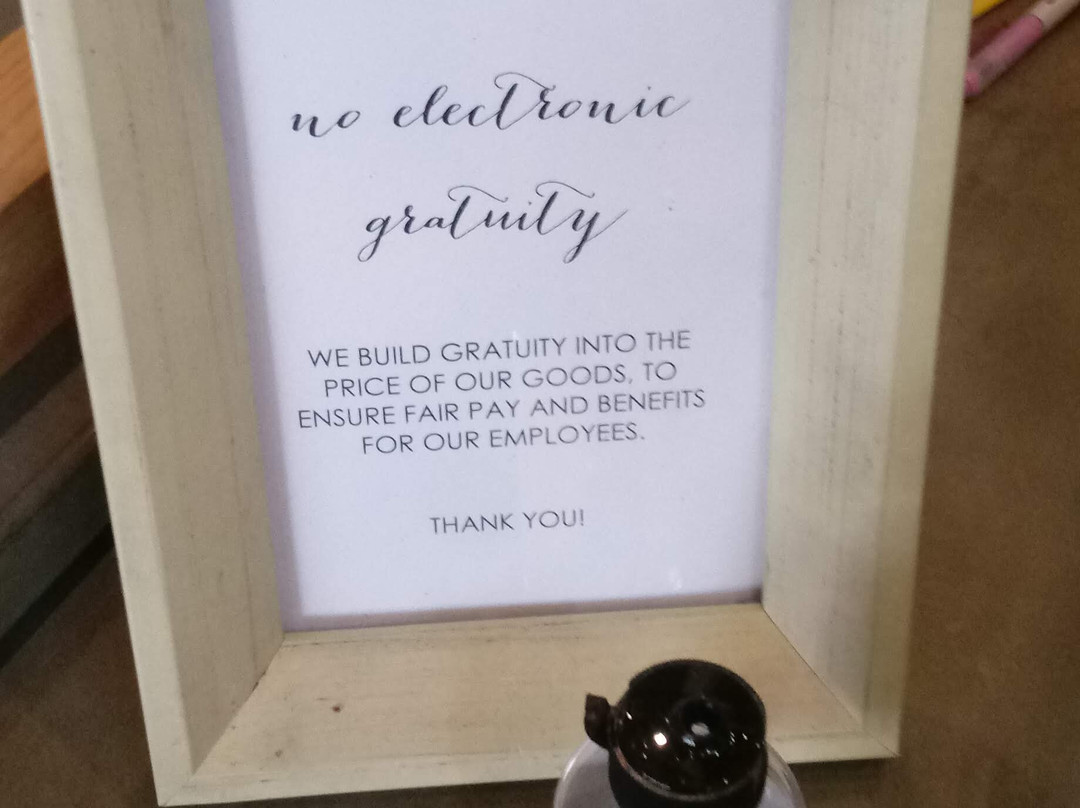 no electronic
gratuity
WE BUILD GRATUITY INTO THE
PRICE OF OUR GOODS, TO
ENSURE FAIR PAY AND BENEFITS
FOR OUR EMPLOYEES.
THANK YOU!